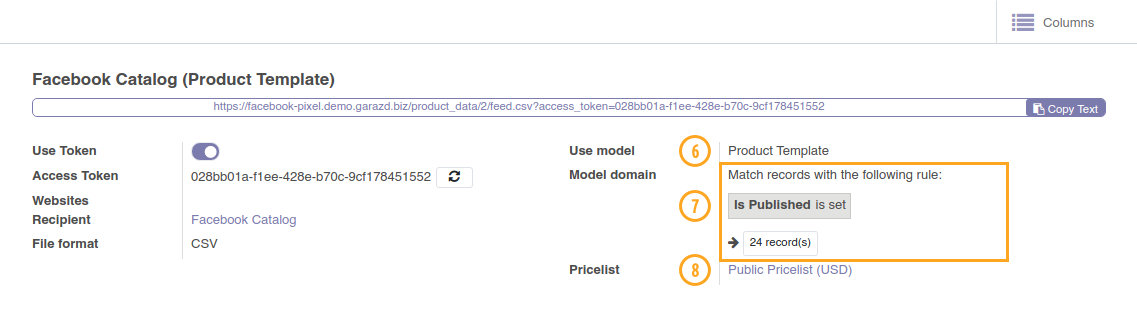 Columns
Facebook Catalog (Product Template)
https://facebook-pixel.demo.garazd.biz/product_data/2/feed.csv?access_token=028bb01a-f1ee-428e-b70c-9cf178451552
Copy Text
Use Token
Access Token 028bb01a-f1ee-428e-b70c-9cf178451552
Websites
Recipient Facebook Catalog
File format CSV
Use model 6 Product Template
Model domain Match records with the following rule:
7 Is Published is set
24 record(s)
Pricelist 8 Public Pricelist (USD)